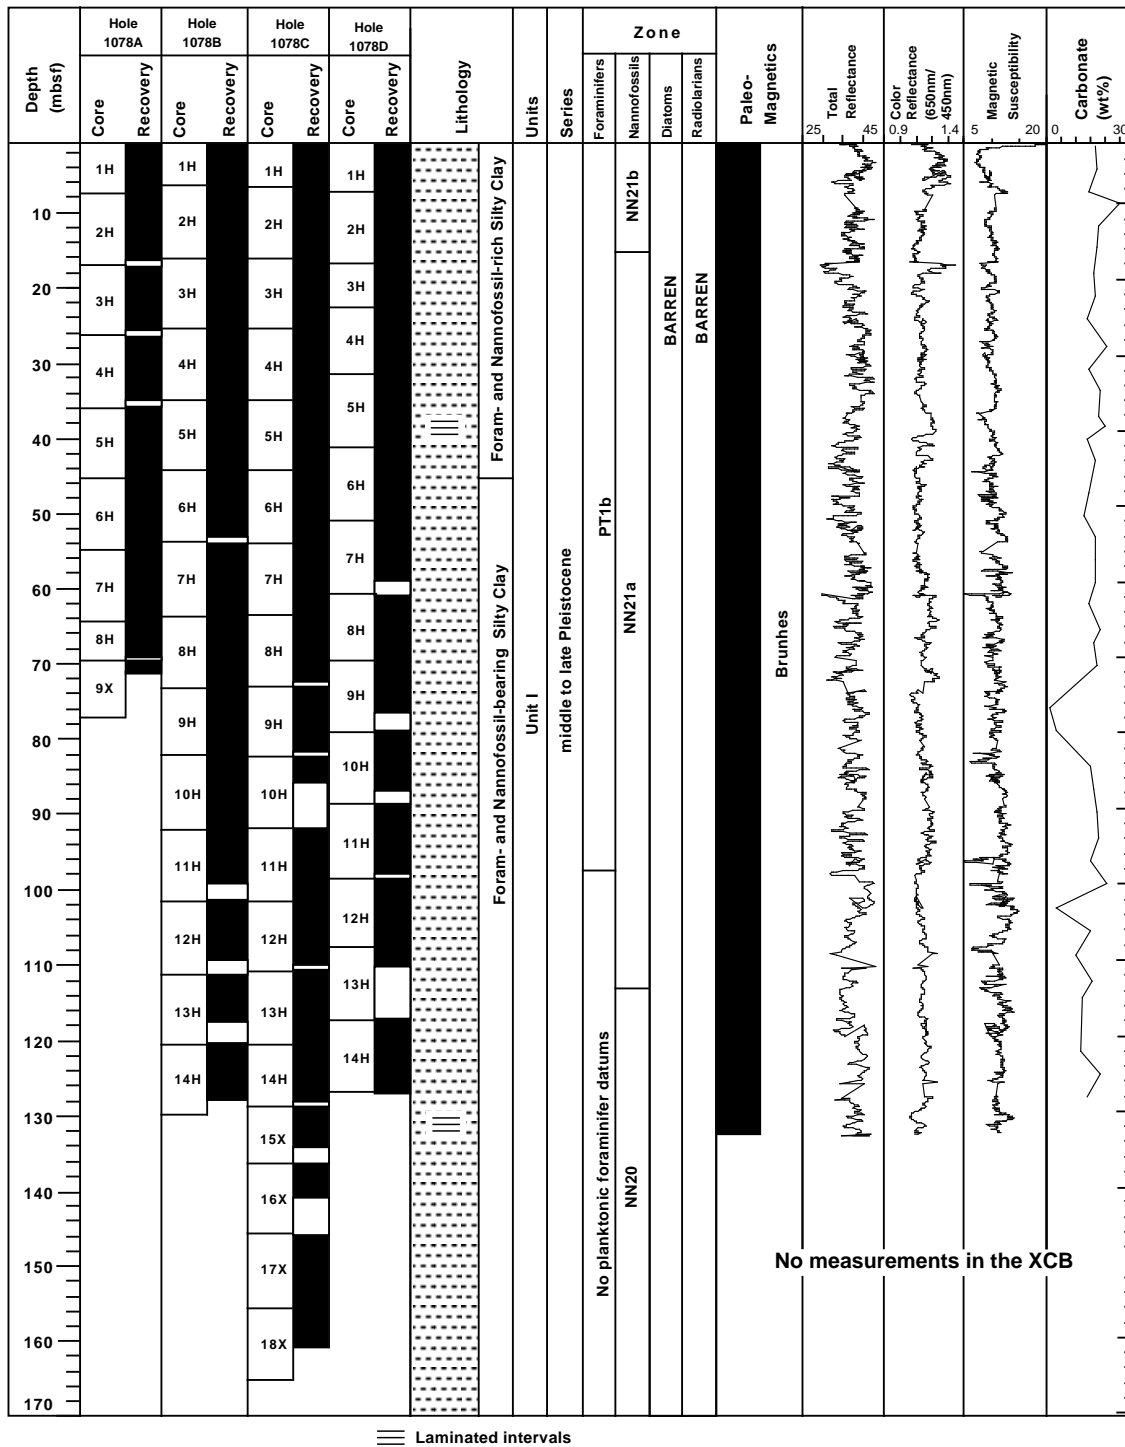 Depth
(mbsf)
Hole
1078A
Hole
1078B
Hole
1078C
Hole
1078D
Core
Recovery
Core
Recovery
Core
Recovery
Core
Recovery
Lithology
Units
Series
Zone
Foraminifers
Nannofossils
Diatoms
Radiolarians
Paleo-
Magnetics
Total
Reflectance
25 45
Color
Reflectance
(650nm/
450nm)
0.9 1.4
Magnetic
Susceptibility
5 20
Carbonate
(wt%)
0 30
10
20
30
40
50
60
70
80
90
100
110
120
130
140
150
160
170
1H
2H
3H
4H
5H
6H
7H
8H
9X
1H
2H
3H
4H
5H
6H
7H
8H
9H
10H
11H
12H
13H
14H
1H
2H
3H
4H
5H
6H
7H
8H
9H
10H
11H
12H
13H
14H
15X
16X
17X
18X
1H
2H
3H
4H
5H
6H
7H
8H
9H
10H
11H
12H
13H
14H
Foram- and Nannofossil-rich Silty Clay
Foram- and Nannofossil-bearing Silty Clay
Unit I
middle to late Pleistocene
PT1b
No planktonic foraminifer datums
NN21b
NN21a
NN20
BARREN
BARREN
Brunhes
No measurements in the XCB
Laminated intervals